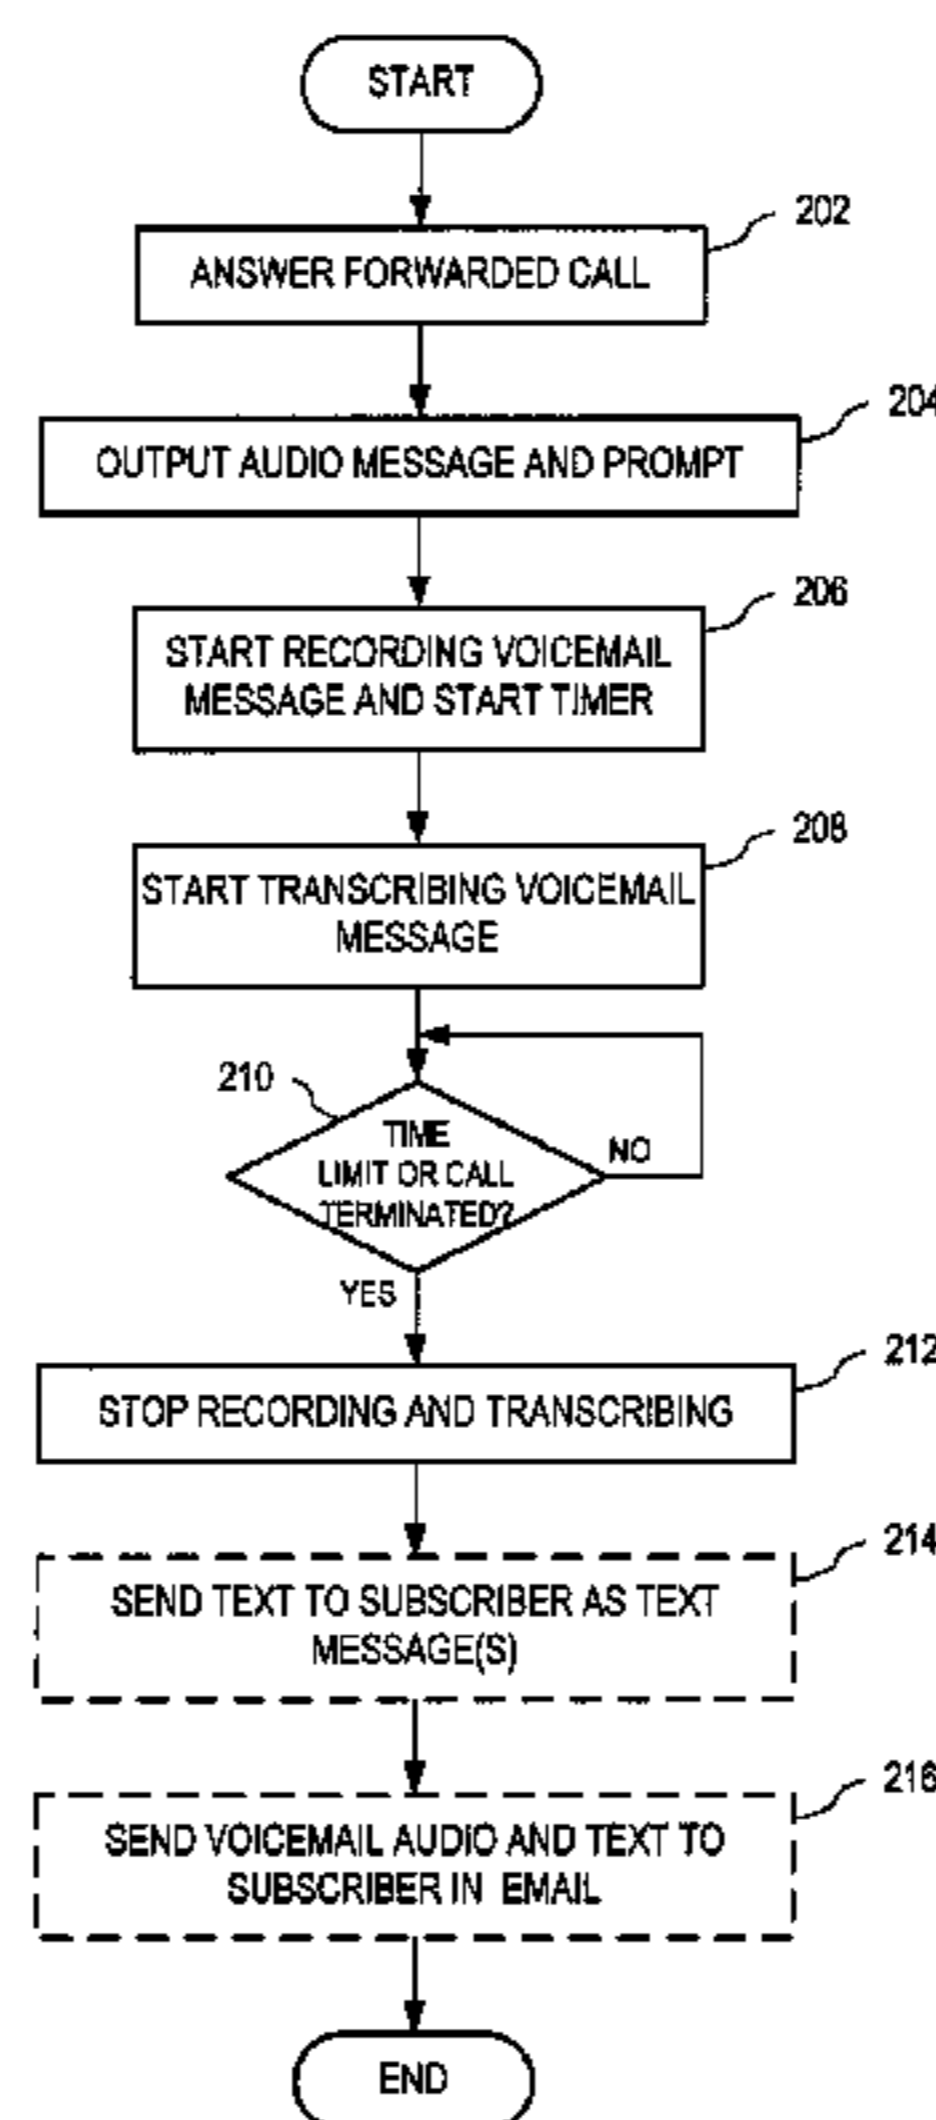 START
202
ANSWER FORWARDED CALL
204
OUTPUT AUDIO MESSAGE AND PROMPT
206
START RECORDING VOICEMAIL
MESSAGE AND START TIMER
208
START TRANSCRIBING VOICEMAIL
MESSAGE
210
TIME
LIMIT OR CALL
TERMINATED?
NO
YES
212
STOP RECORDING AND TRANSCRIBING
214
SEND TEXT TO SUBSCRIBER AS TEXT
MESSAGE(S)
216
SEND VOICEMAIL AUDIO AND TEXT TO
SUBSCRIBER IN EMAIL
END